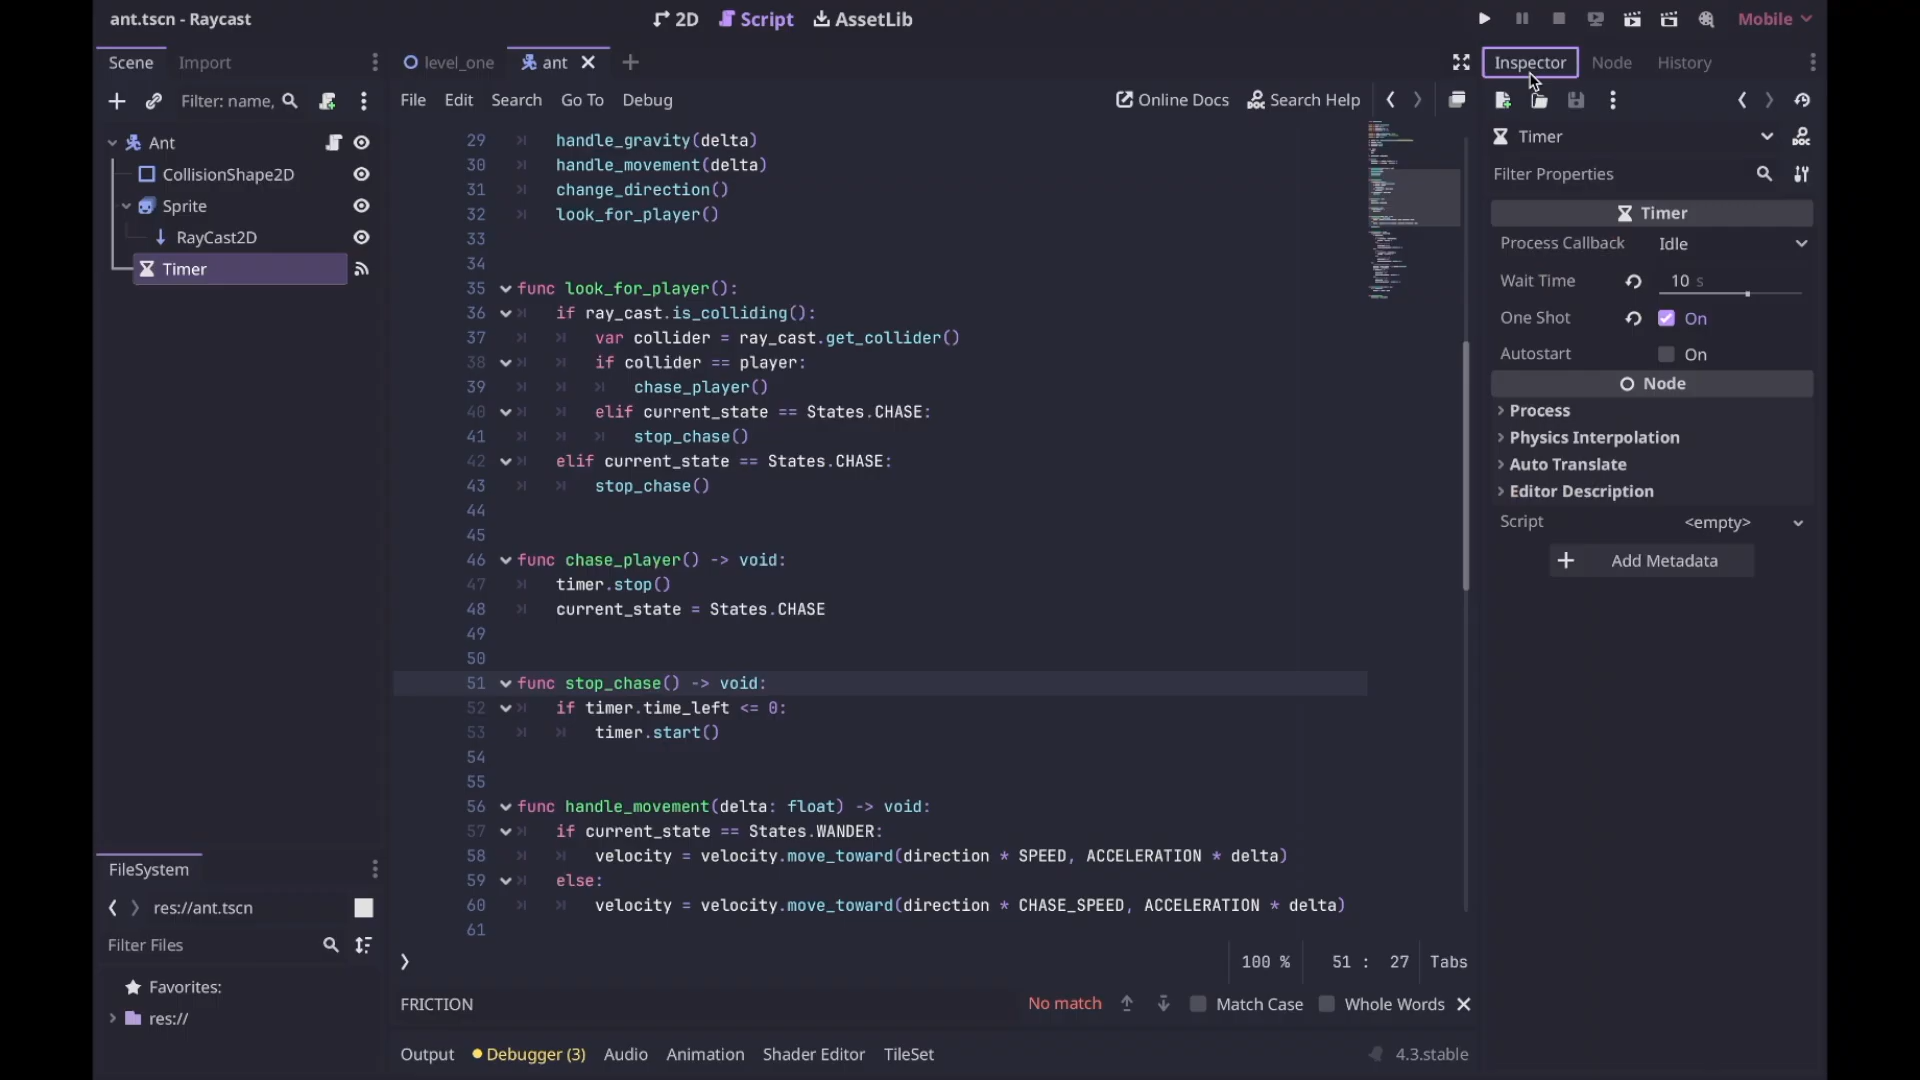 ant.tscn - Raycast
2D Script AssetLib
Mobile
Scene Import
level_one ant
Inspector Node History
Filter: name,
File Edit Search Go To Debug
Online Docs Search Help
Ant
CollisionShape2D
Sprite
RayCast2D
Timer
29 handle_gravity(delta)
30 handle_movement(delta)
31 change_direction()
32 look_for_player()
33
34
35 func look_for_player():
36 if ray_cast.is_colliding():
37 var collider = ray_cast.get_collider()
38 if collider == player:
39 chase_player()
40 elif current_state == States.CHASE:
41 stop_chase()
42 elif current_state == States.CHASE:
43 stop_chase()
44
45
46 func chase_player() -> void:
47 timer.stop()
48 current_state = States.CHASE
49
50
51 func stop_chase() -> void:
52 if timer.time_left <= 0:
53 timer.start()
54
55
56 func handle_movement(delta: float) -> void:
57 if current_state == States.WANDER:
58 velocity = velocity.move_toward(direction * SPEED, ACCELERATION * delta)
59 else:
60 velocity = velocity.move_toward(direction * CHASE_SPEED, ACCELERATION * delta)
61
100 % 51 : 27 Tabs
FRICTION No match Match Case Whole Words
Output Debugger (3) Audio Animation Shader Editor TileSet 4.3.stable
Timer
Filter Properties
Timer
Process Callback Idle
Wait Time 10 s
One Shot On
Autostart On
Node
Process
Physics Interpolation
Auto Translate
Editor Description
Script <empty>
Add Metadata
FileSystem
res://ant.tscn
Filter Files
Favorites:
res://